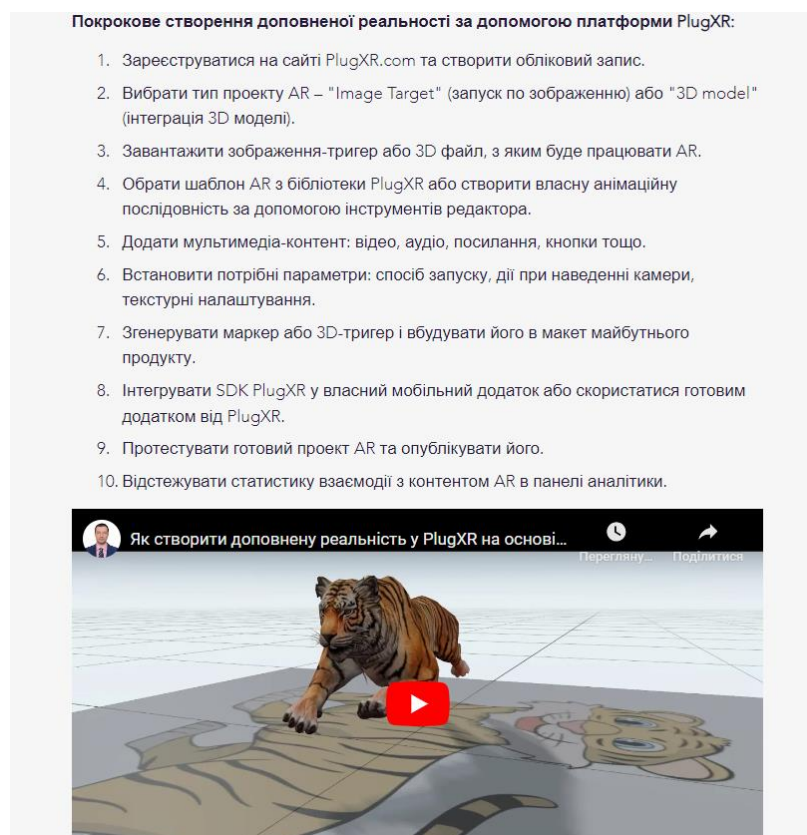 Покрокове створення доповненої реальності за допомогою платформи PlugXR:
1. Зареєструватися на сайті PlugXR.com та створити обліковий запис.
2. Вибрати тип проекту AR – "Image Target" (запуск по зображенню) або "3D model"
(інтеграція 3D моделі).
3. Завантажити зображення-тригер або 3D файл, з яким буде працювати AR.
4. Обрати шаблон AR з бібліотеки PlugXR або створити власну анімаційну
послідовність за допомогою інструментів редактора.
5. Додати мультимедіа-контент: відео, аудіо, посилання, кнопки тощо.
6. Встановити потрібні параметри: спосіб запуску, дії при наведенні камери,
текстурні налаштування.
7. Згенерувати маркер або 3D-тригер і вбудувати його в макет майбутнього
продукту.
8. Інтегрувати SDK PlugXR у власний мобільний додаток або скористатися готовим
додатком від PlugXR.
9. Протестувати готовий проект AR та опублікувати його.
10. Відстежувати статистику взаємодії з контентом AR в панелі аналітики.
Як створити доповнену реальність у PlugXR на основі...
Перегляну... Поділитися